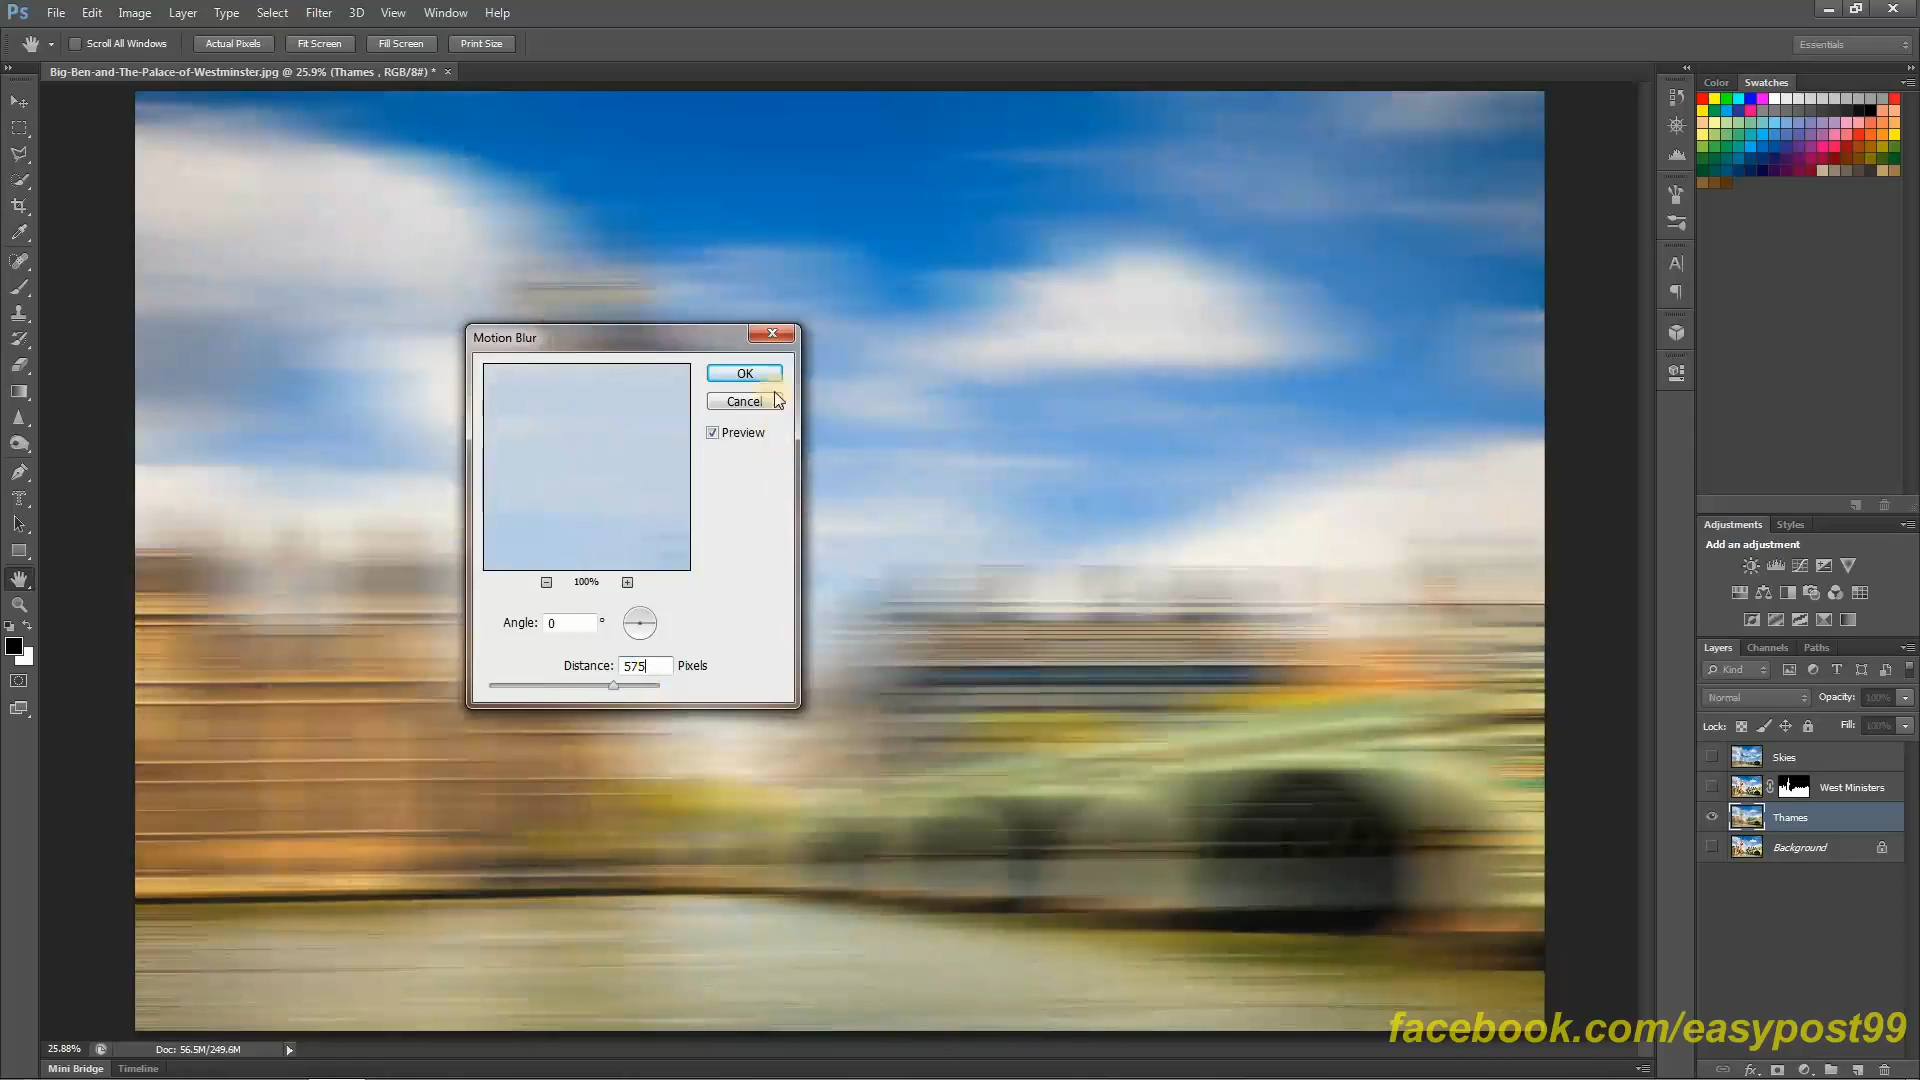 Ps File Edit Image Layer Type Select Filter 3D View Window Help
Scroll All Windows Actual Pixels Fit Screen Fill Screen Print Size Essentials
Big-Ben-and-The-Palace-of-Westminster.jpg @ 25.9% (Thames , RGB/8#) * ×
Color Swatches
Motion Blur
OK
Cancel
Preview
100%
Angle: 0 °
Distance: 575 Pixels
Adjustments Styles
Add an adjustment
Layers Channels Paths
Kind
Normal Opacity: 100%
Lock: Fill: 100%
Skies
West Ministers
Thames
Background
facebook.com/easypost99
25.88% Doc: 56.5M/249.6M
Mini Bridge Timeline